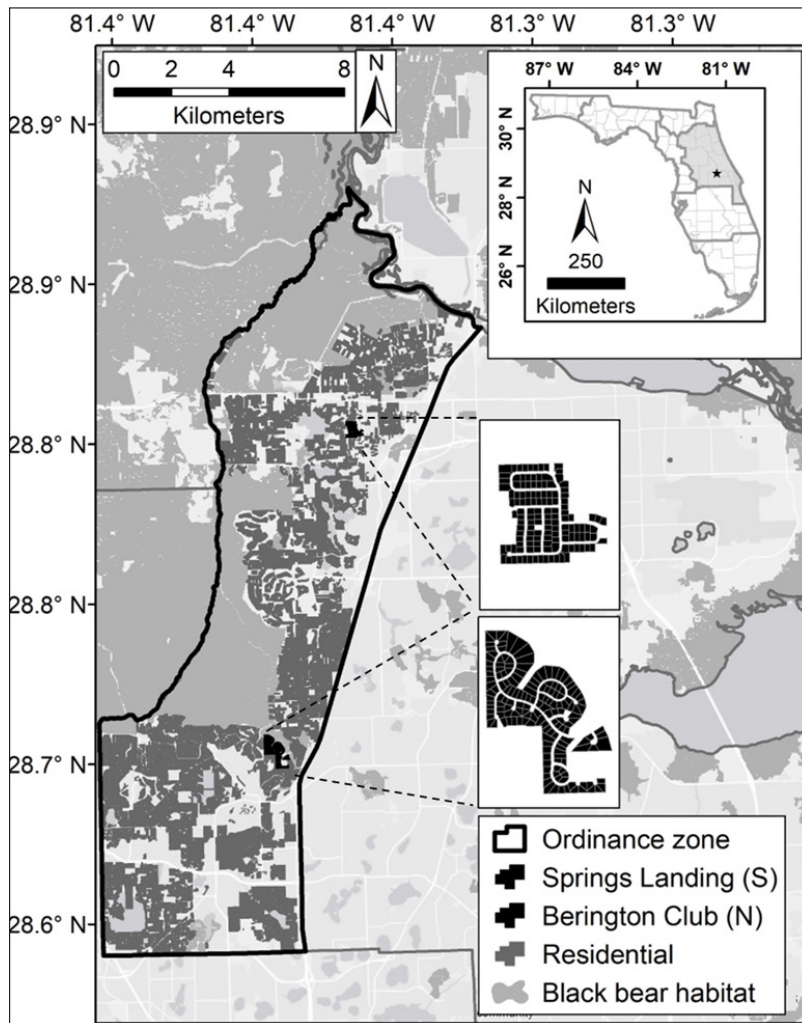 81.4° W 81.4° W 81.4° W 81.3° W 81.3° W
0 2 4 8
Kilometers
N
87° W 84° W 81° W
30° N
28° N
26° N
N
250
Kilometers
28.9° N
28.9° N
28.8° N
28.8° N
28.7° N
28.6° N
Ordinance zone
Springs Landing (S)
Berington Club (N)
Residential
Black bear habitat